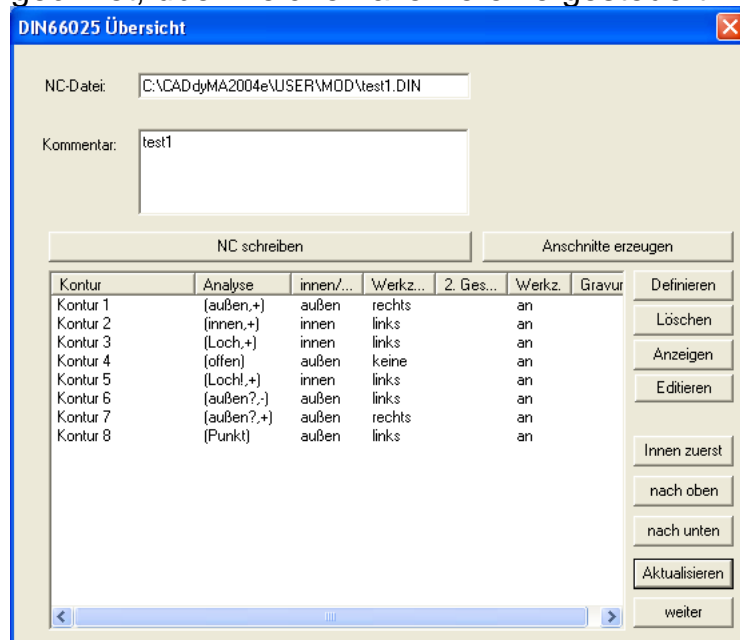 DIN66025 Übersicht
NC-Datei: C:\CADdyMA2004e\USER\MOD\test1.DIN
Kommentar: test1
NC schreiben Anschnitte erzeugen
Kontur Analyse innen/... Werkz... 2. Ges... Werkz. Gravur Definieren
Kontur 1 (außen,+) außen rechts an
Kontur 2 (innen,+) innen links an Löschen
Kontur 3 (Loch,+) innen links an
Kontur 4 (offen) außen keine an Anzeigen
Kontur 5 (Loch!,+) innen links an
Kontur 6 (außen?,-) außen links an Editieren
Kontur 7 (außen?,+) außen rechts an
Kontur 8 (Punkt) außen links an
Innen zuerst
nach oben
nach unten
Aktualisieren
weiter